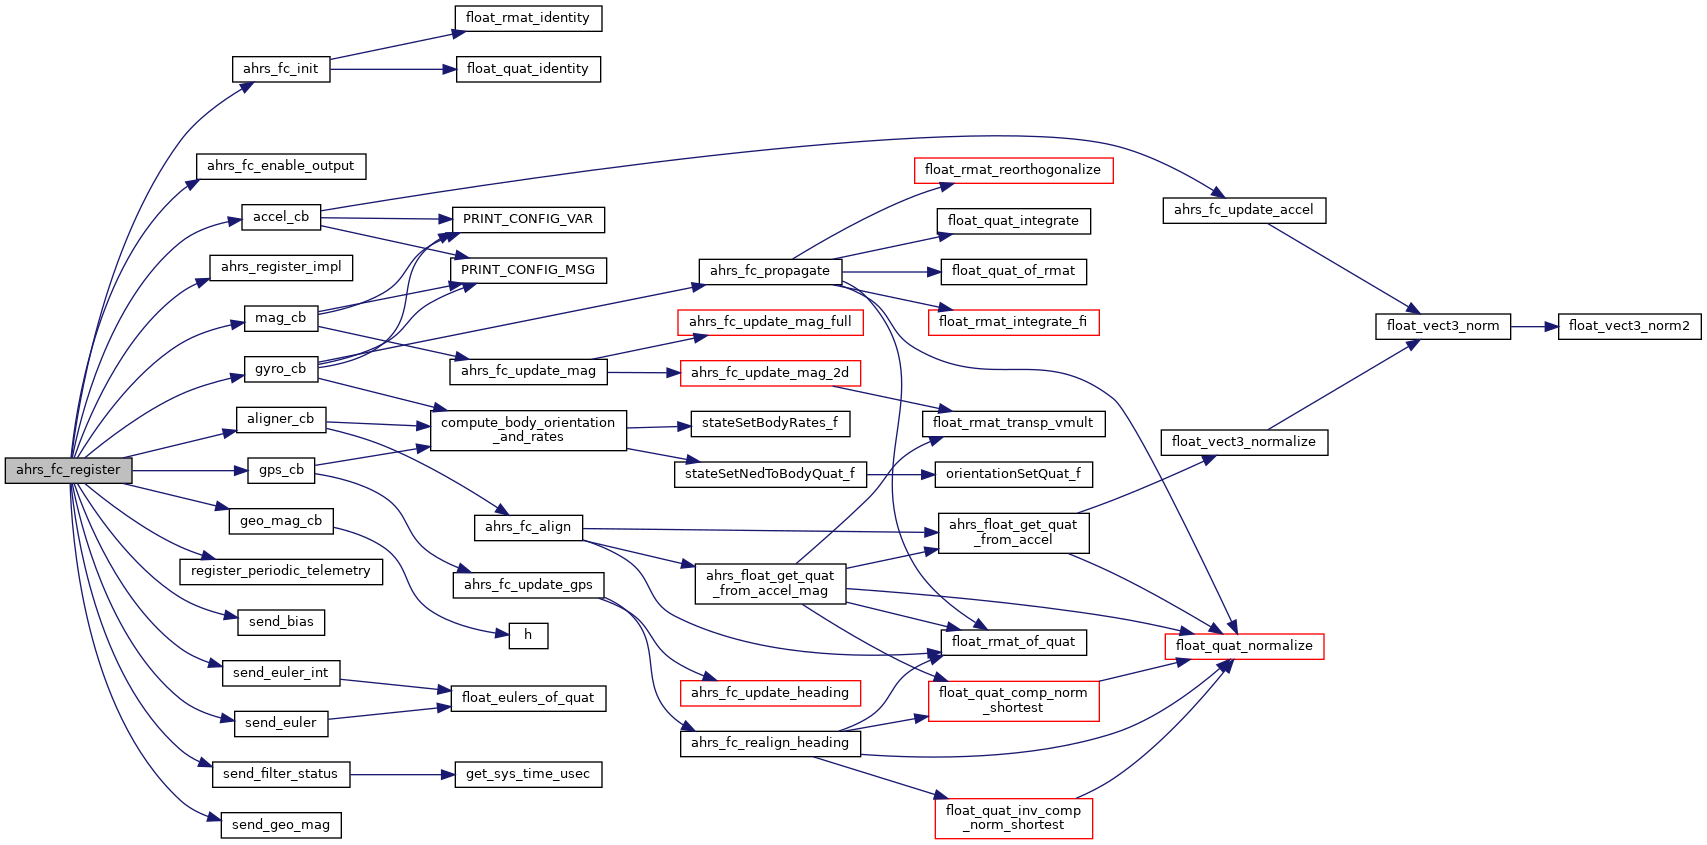 ahrs_fc_register
ahrs_fc_init
ahrs_fc_enable_output
accel_cb
ahrs_register_impl
mag_cb
gyro_cb
aligner_cb
gps_cb
geo_mag_cb
register_periodic_telemetry
send_bias
send_euler_int
send_euler
send_filter_status
send_geo_mag
float_rmat_identity
float_quat_identity
PRINT_CONFIG_VAR
PRINT_CONFIG_MSG
ahrs_fc_update_mag
compute_body_orientation
_and_rates
ahrs_fc_align
ahrs_fc_update_gps
h
float_eulers_of_quat
get_sys_time_usec
ahrs_fc_propagate
ahrs_fc_update_mag_full
ahrs_fc_update_mag_2d
stateSetBodyRates_f
stateSetNedToBodyQuat_f
ahrs_float_get_quat
_from_accel_mag
ahrs_fc_update_heading
ahrs_fc_realign_heading
float_rmat_reorthogonalize
float_quat_integrate
float_quat_of_rmat
float_rmat_integrate_fi
float_rmat_transp_vmult
orientationSetQuat_f
ahrs_float_get_quat
_from_accel
float_rmat_of_quat
float_quat_comp_norm
_shortest
float_quat_inv_comp
_norm_shortest
ahrs_fc_update_accel
float_vect3_normalize
float_quat_normalize
float_vect3_norm
float_vect3_norm2